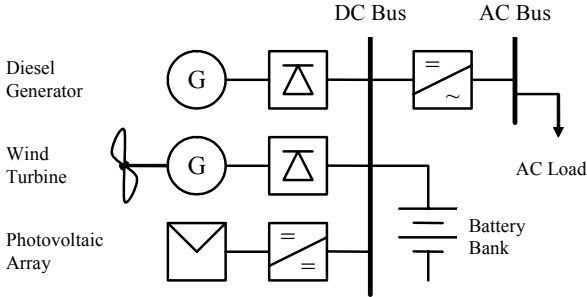 DC Bus
AC Bus
Diesel
Generator
G
=
~
Wind
Turbine
G
AC Load
Photovoltaic
Array
=
=
Battery
Bank